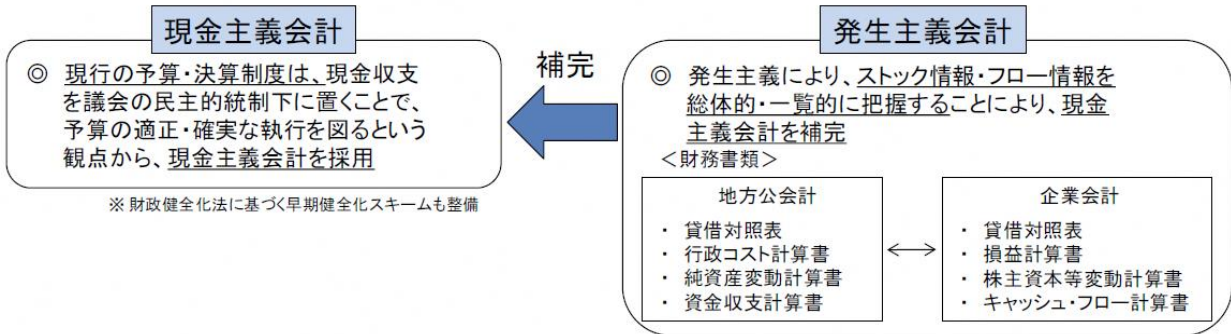 現金主義会計
◎ 現行の予算・決算制度は、現金収支
を議会の民主的統制下に置くことで、
予算の適正・確実な執行を図るという
観点から、現金主義会計を採用
※ 財政健全化法に基づく早期健全化スキームも整備
補完
発生主義会計
◎ 発生主義により、ストック情報・フロー情報を
総体的・一覧的に把握することにより、現金
主義会計を補完
＜財務書類＞
地方公会計
・ 貸借対照表
・ 行政コスト計算書
・ 純資産変動計算書
・ 資金収支計算書
企業会計
・ 貸借対照表
・ 損益計算書
・ 株主資本等変動計算書
・ キャッシュ・フロー計算書